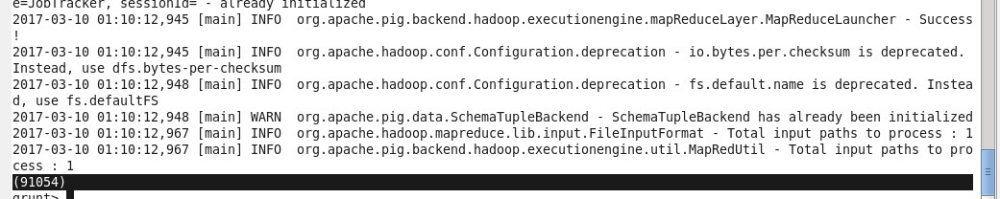 e=JobTracker, sessionId= - already initialized
2017-03-10 01:10:12,945 [main] INFO  org.apache.pig.backend.hadoop.executionengine.mapReduceLayer.MapReduceLauncher - Success
!
2017-03-10 01:10:12,945 [main] INFO  org.apache.hadoop.conf.Configuration.deprecation - io.bytes.per.checksum is deprecated.
Instead, use dfs.bytes-per-checksum
2017-03-10 01:10:12,948 [main] INFO  org.apache.hadoop.conf.Configuration.deprecation - fs.default.name is deprecated. Instea
d, use fs.defaultFS
2017-03-10 01:10:12,948 [main] WARN  org.apache.pig.data.SchemaTupleBackend - SchemaTupleBackend has already been initialized
2017-03-10 01:10:12,967 [main] INFO  org.apache.hadoop.mapreduce.lib.input.FileInputFormat - Total input paths to process : 1
2017-03-10 01:10:12,967 [main] INFO  org.apache.pig.backend.hadoop.executionengine.util.MapRedUtil - Total input paths to pro
cess : 1
(91054)
grunt>